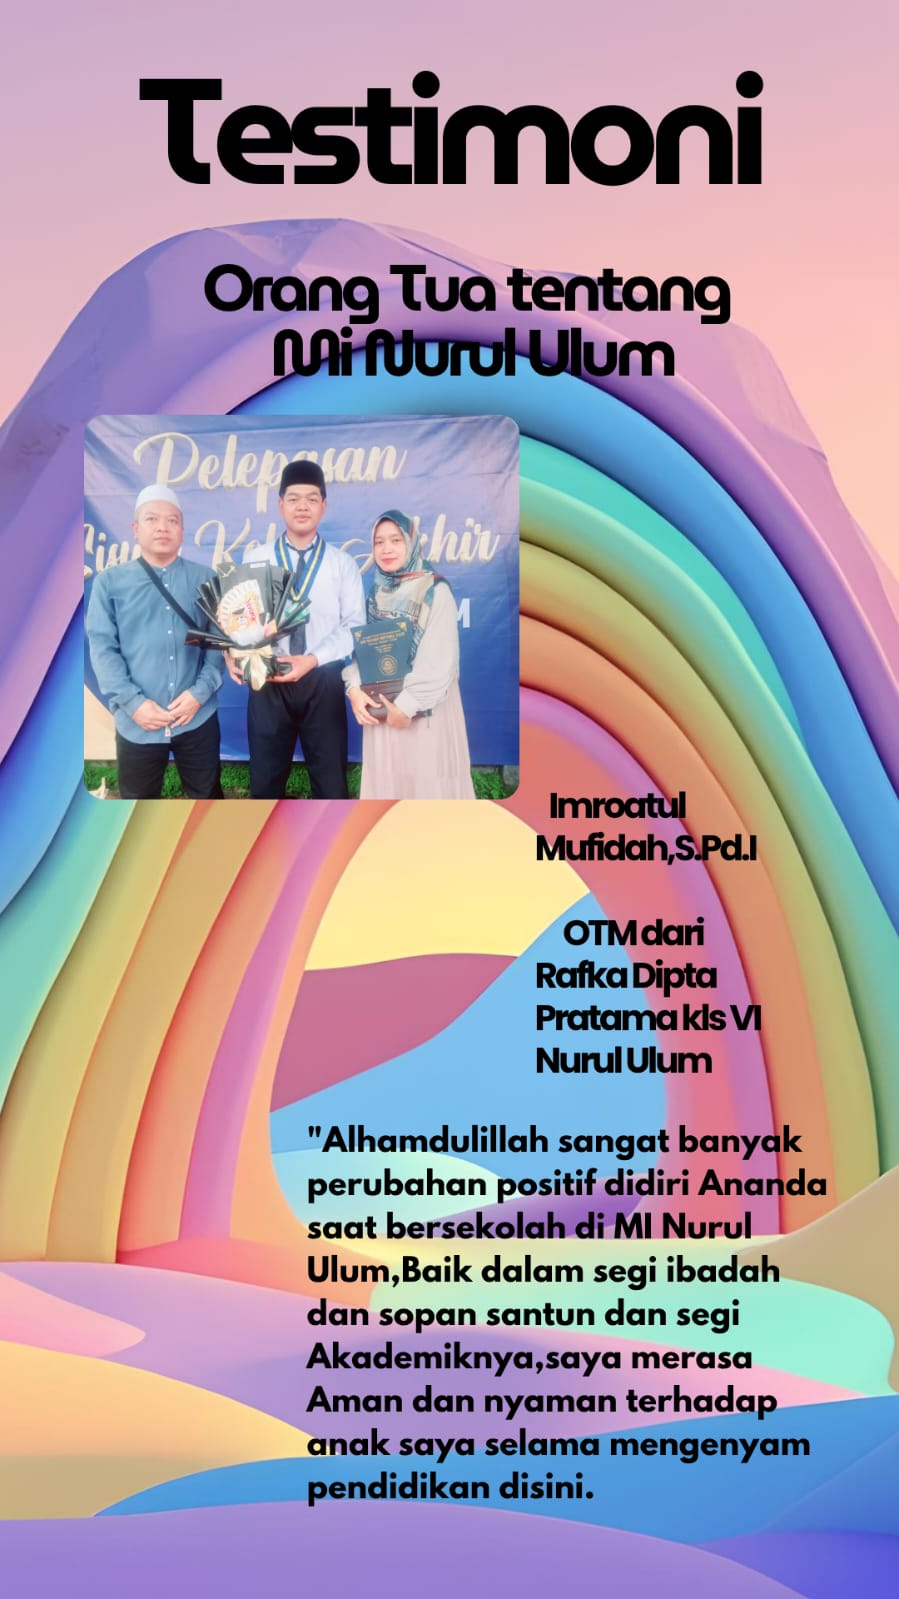 Testimoni
Orang Tua tentang
Mi Nurul Ulum
Pelepasan
Akhir
Imroatul
Mufidah,S.Pd.I
OTM dari
Rafka Dipta
Pratama kls VI
Nurul Ulum
"Alhamdulillah sangat banyak
perubahan positif didiri Ananda
saat bersekolah di MI Nurul
Ulum,Baik dalam segi ibadah
dan sopan santun dan segi
Akademiknya,saya merasa
Aman dan nyaman terhadap
anak saya selama mengenyam
pendidikan disini.